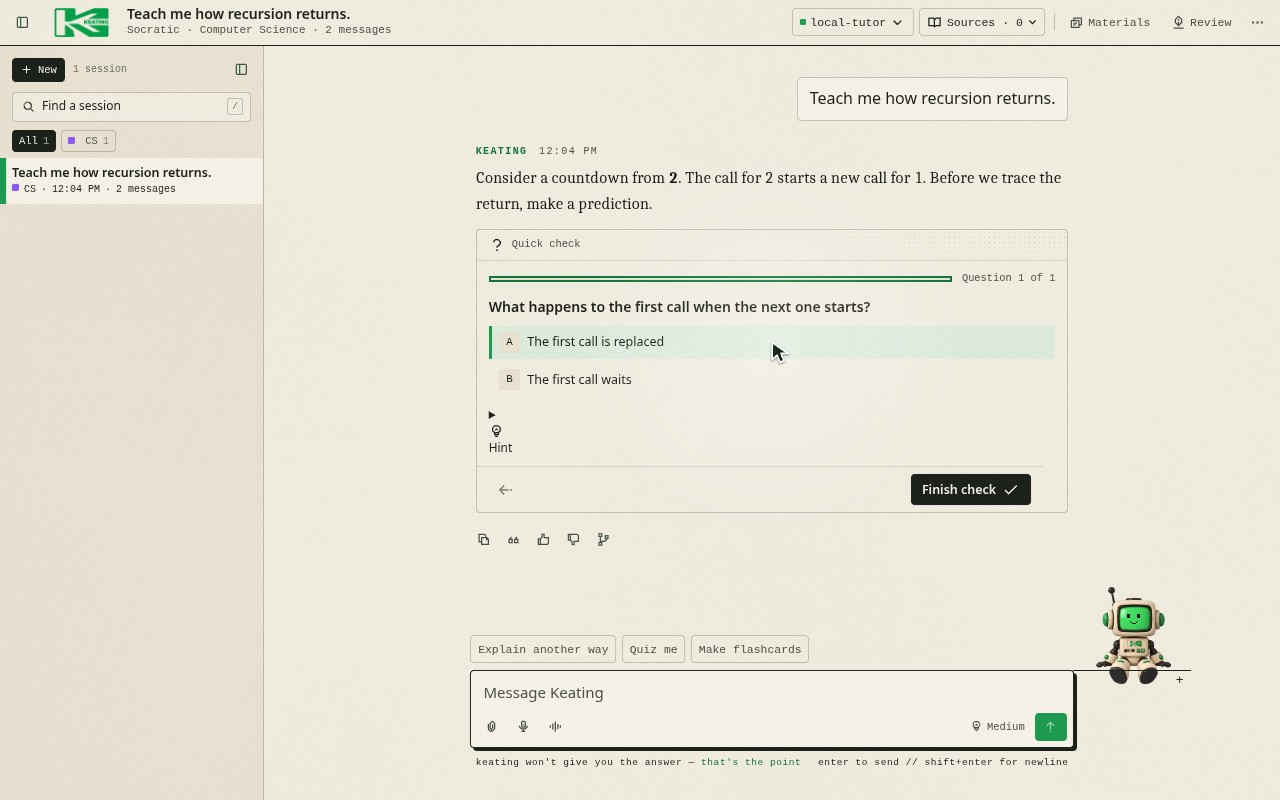 KEATING
Teach me how recursion returns.
Socratic · Computer Science · 2 messages
local-tutor
Sources · 0
Materials
Review
+ New
1 session
Find a session
/
All 1
CS 1
Teach me how recursion returns.
CS · 12:04 PM · 2 messages
Teach me how recursion returns.
KEATING 12:04 PM
Consider a countdown from 2. The call for 2 starts a new call for 1. Before we trace the
return, make a prediction.
? Quick check
Question 1 of 1
What happens to the first call when the next one starts?
A The first call is replaced
B The first call waits
Hint
Finish check
Explain another way
Quiz me
Make flashcards
Message Keating
Medium
+
keating won't give you the answer — that's the point
enter to send // shift+enter for newline